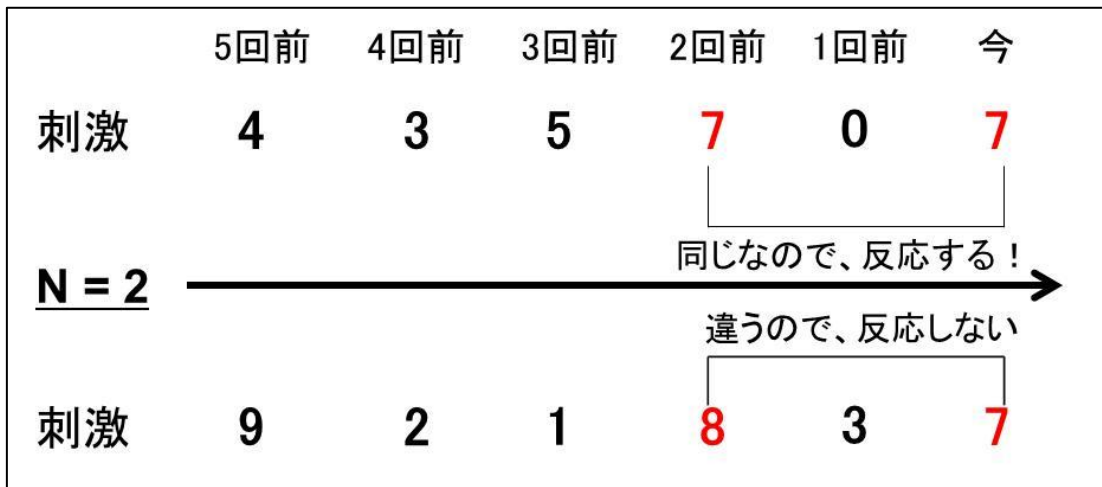 5回前 4回前 3回前 2回前 1回前 今
刺激 4 3 5 7 0 7
同じなので、反応する！
N = 2
違うので、反応しない
刺激 9 2 1 8 3 7